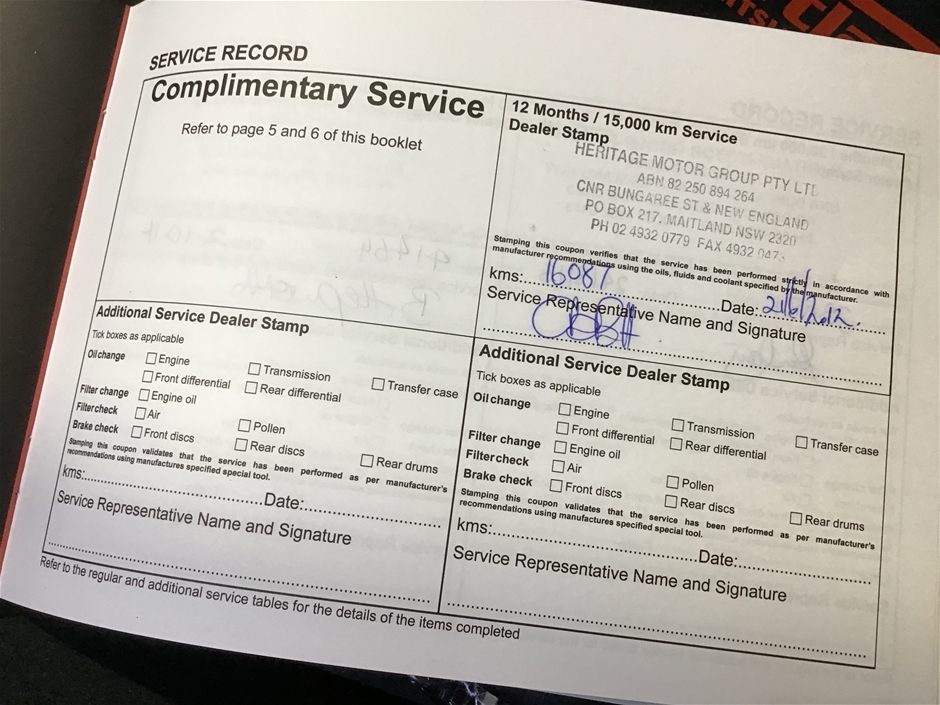 SERVICE RECORD
Complimentary Service
Refer to page 5 and 6 of this booklet
12 Months / 15,000 km Service
Dealer Stamp
HERITAGE MOTOR GROUP PTY LTD
ABN 82 250 894 264
CNR BUNGAREE ST & NEW ENGLAND
PO BOX 217, MAITLAND NSW 2320
PH 02 4932 0779 FAX 4932
Stamping this coupon verifies that the service has been performed strictly in accordance with
manufacturer recommendations using the oils, fluids and coolant specified by the manufacturer.
kms: 16087 Date: 21/6/2012.
Service Representative Name and Signature
Additional Service Dealer Stamp
Tick boxes as applicable
Oil change Engine Transmission Transfer case
Front differential Rear differential
Filter change Engine oil
Filter check Air Pollen
Brake check Front discs Rear discs Rear drums
Stamping this coupon validates that the service has been performed as per manufacturer's
recommendations using manufactures specified special tool.
kms: Date:
Service Representative Name and Signature
Additional Service Dealer Stamp
Tick boxes as applicable
Oil change Engine Transmission Transfer case
Front differential Rear differential
Filter change Engine oil
Filter check Air Pollen
Brake check Front discs Rear discs Rear drums
Stamping this coupon validates that the service has been performed as per manufacturer's
recommendations using manufactures specified special tool.
kms: Date:
Service Representative Name and Signature
Refer to the regular and additional service tables for the details of the items completed